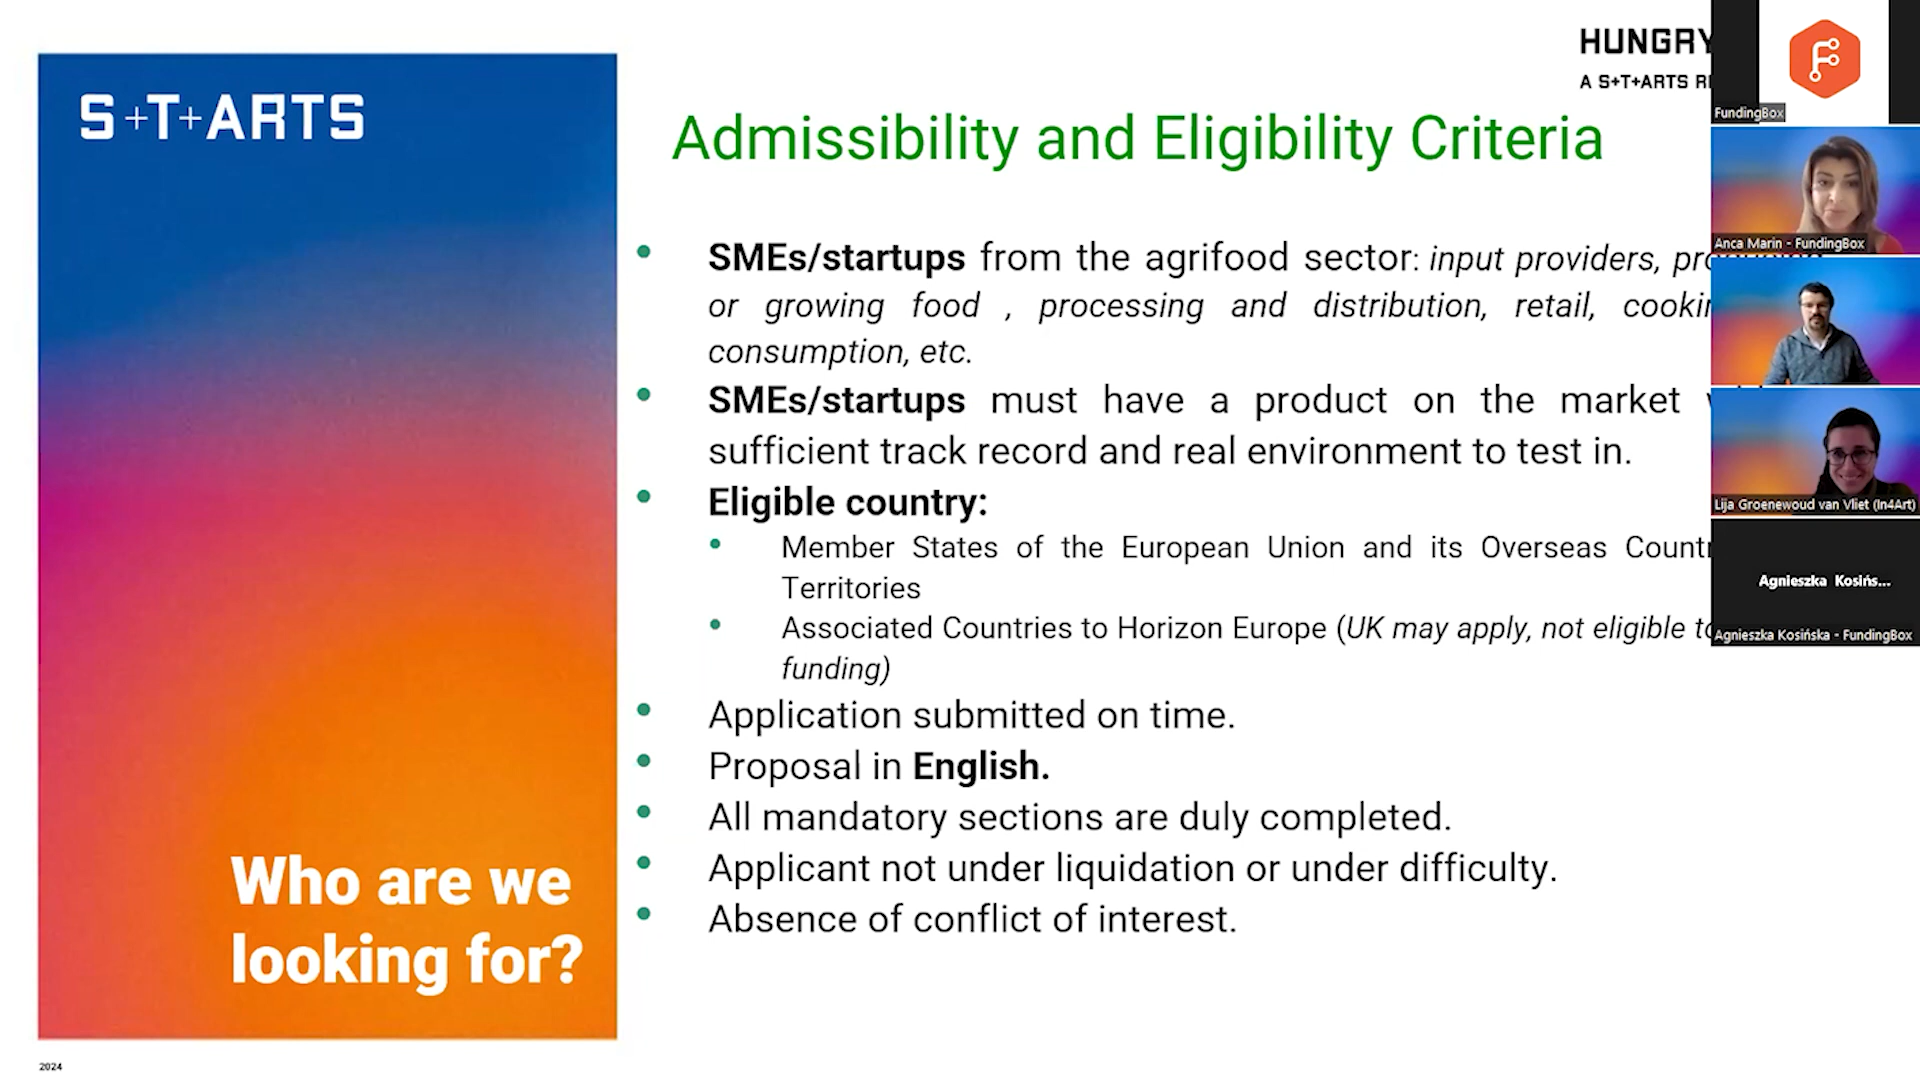 S+T+ARTS
Who are we
looking for?
2024
HUNGRY
A S+T+ARTS
Admissibility and Eligibility Criteria
• SMEs/startups from the agrifood sector: input providers,
or growing food , processing and distribution, retail,
consumption, etc.
• SMEs/startups must have a product on the market
sufficient track record and real environment to test in.
• Eligible country:
• Member States of the European Union and its Overseas
Territories
• Associated Countries to Horizon Europe (UK may apply, not eligible
funding)
• Application submitted on time.
• Proposal in English.
• All mandatory sections are duly completed.
• Applicant not under liquidation or under difficulty.
• Absence of conflict of interest.
FundingBox
Anca Marin - FundingBox
Lija Groenewoud van Vliet (In4Art)
Agnieszka Kosińs...
Agnieszka Kosińska - FundingBox